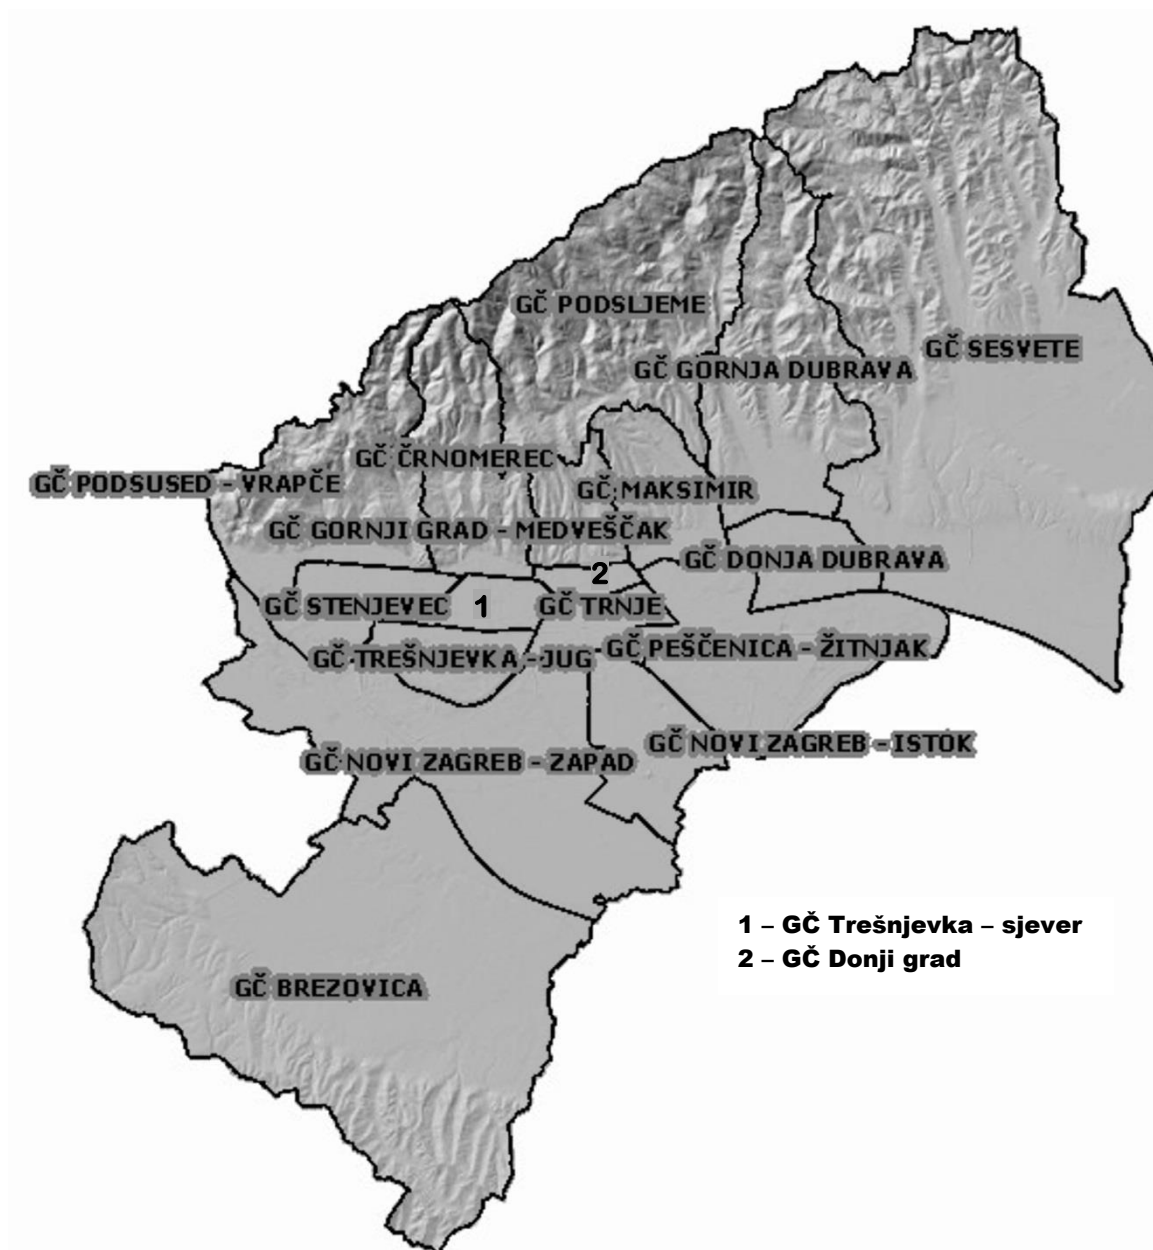 GČ PODSLJEME
GČ SESVETE
GČ GORNJA DUBRAVA
GČ ČRNOMEREC
GČ PODSUSED - VRAPČE
GČ MAKSIMIR
GČ GORNJI GRAD - MEDVEŠČAK
GČ DONJA DUBRAVA
2
GČ STENJEVEC
1
GČ TRNJE
GČ PEŠČENICA - ŽITNJAK
GČ TREŠNJEVKA - JUG
GČ NOVI ZAGREB - ISTOK
GČ NOVI ZAGREB - ZAPAD
1 – GČ Trešnjevka – sjever
2 – GČ Donji grad
GČ BREZOVICA